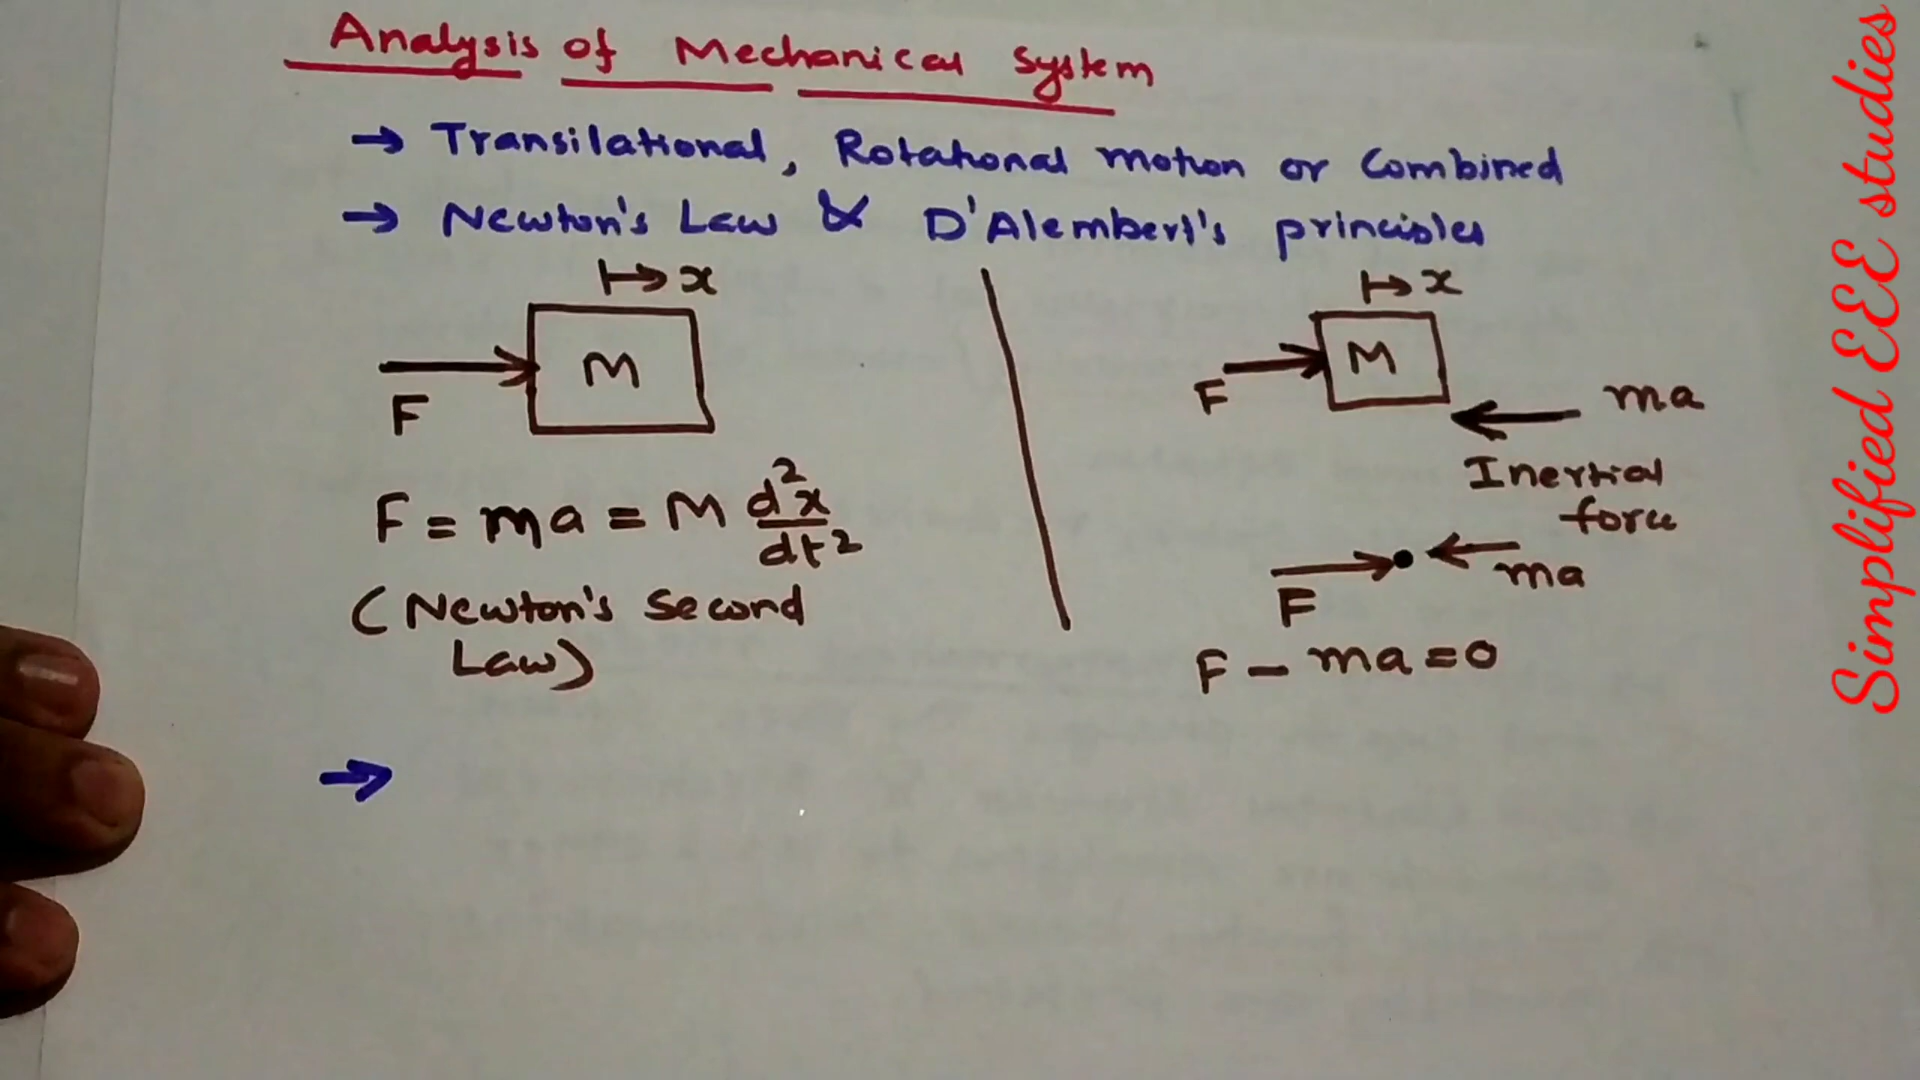 Analysis of Mechanical System
→ Transilational, Rotational motion or Combined
→ Newton's Law & D'Alembert's principles
↦ x
M
F
F = ma = M d²x/dt²
(Newton's Second
Law)
↦ x
M
F
ma
Inertial
force
F
ma
F - ma = 0
→
Simplified EEE studies